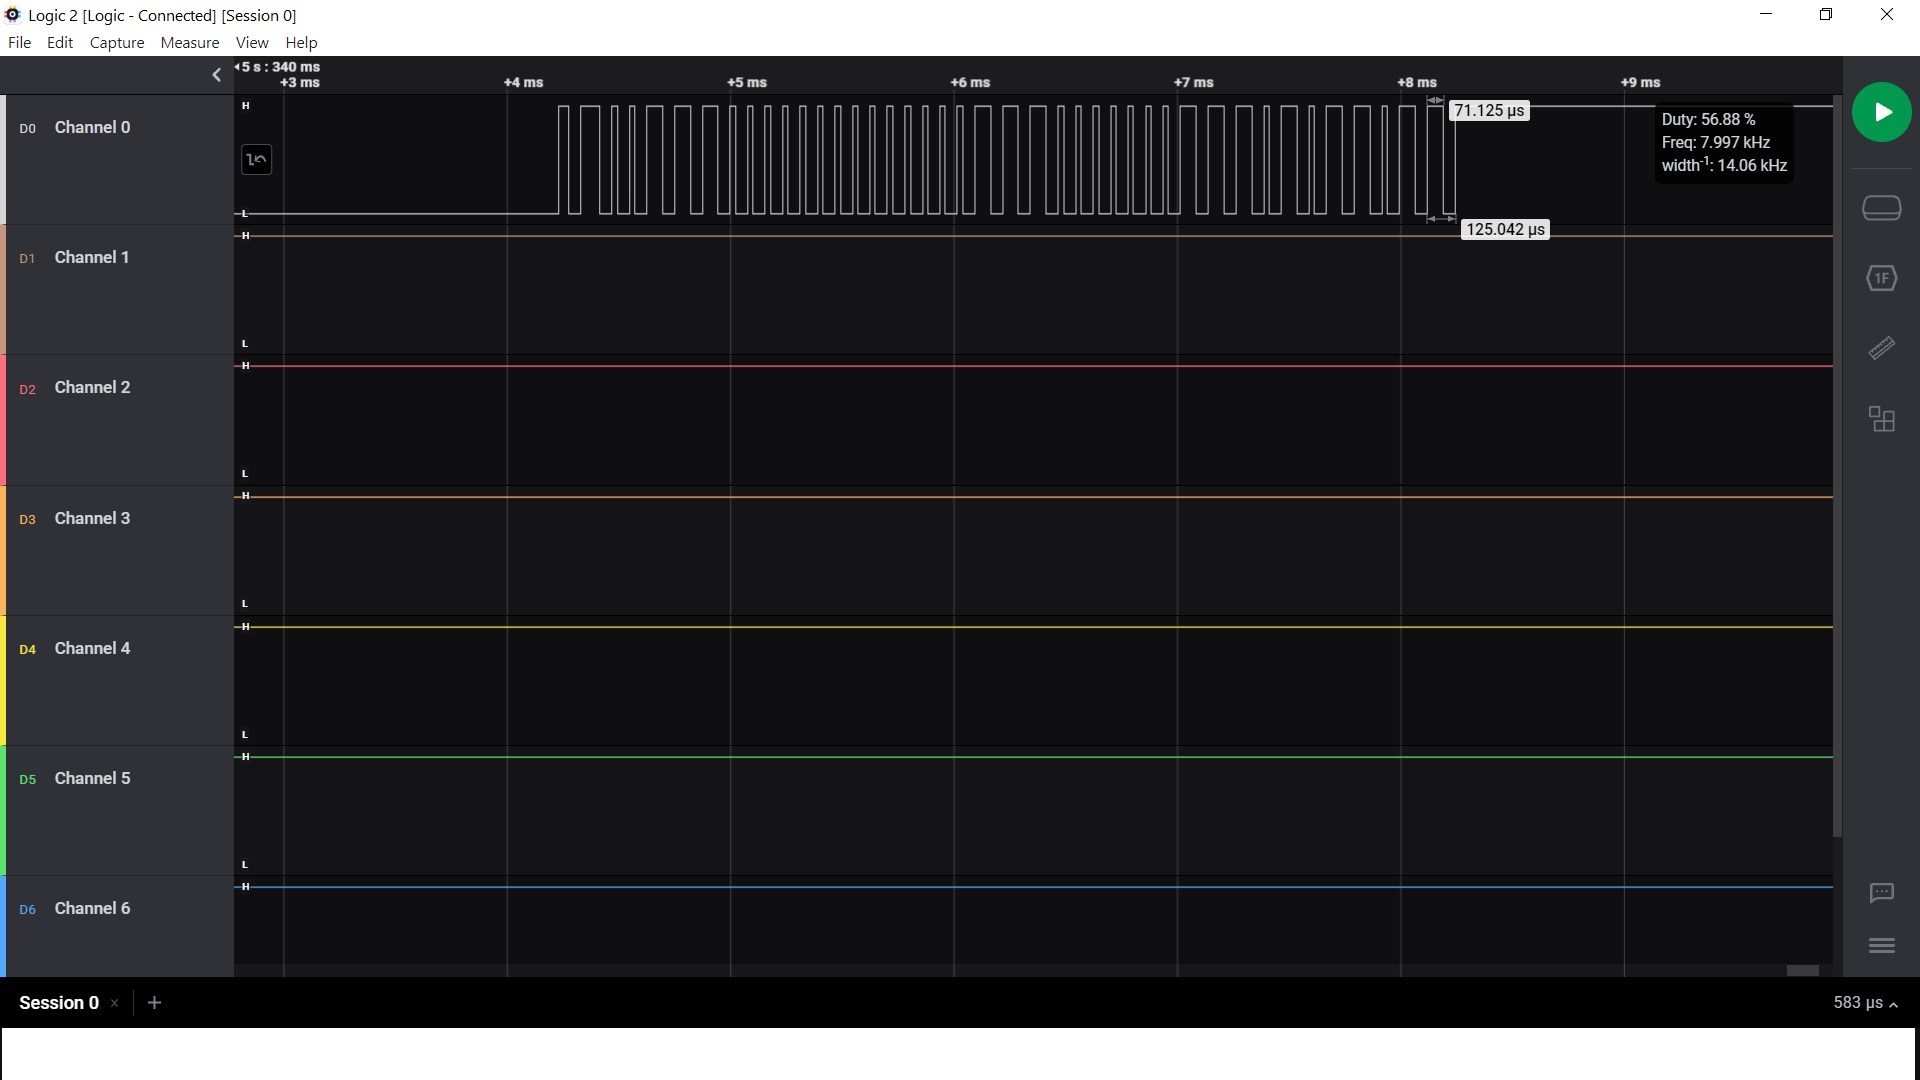 Logic 2 [Logic - Connected] [Session 0]
File Edit Capture Measure View Help
5 s : 340 ms
+3 ms +4 ms +5 ms +6 ms +7 ms +8 ms +9 ms
D0 Channel 0
H
L
71.125 µs
125.042 µs
Duty: 56.88 %
Freq: 7.997 kHz
width-1: 14.06 kHz
D1 Channel 1
H
L
D2 Channel 2
H
L
D3 Channel 3
H
L
D4 Channel 4
H
L
D5 Channel 5
H
L
D6 Channel 6
H
1F
Session 0 × +
583 µs